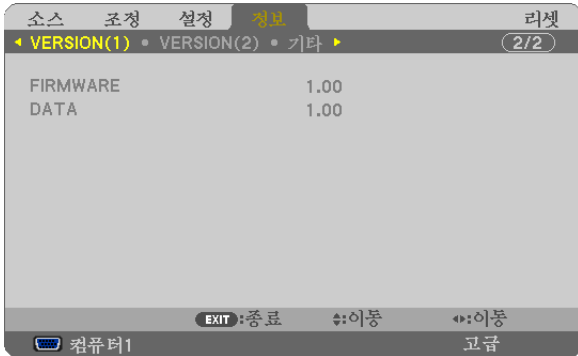 소스 조정 설정 정보 리셋
◀ VERSION(1) ● VERSION(2) ● 기타 ▶ 2/2
FIRMWARE 1.00
DATA 1.00
EXIT :종료 ◆:이동 ◀▶:이동
컴퓨터1 고급